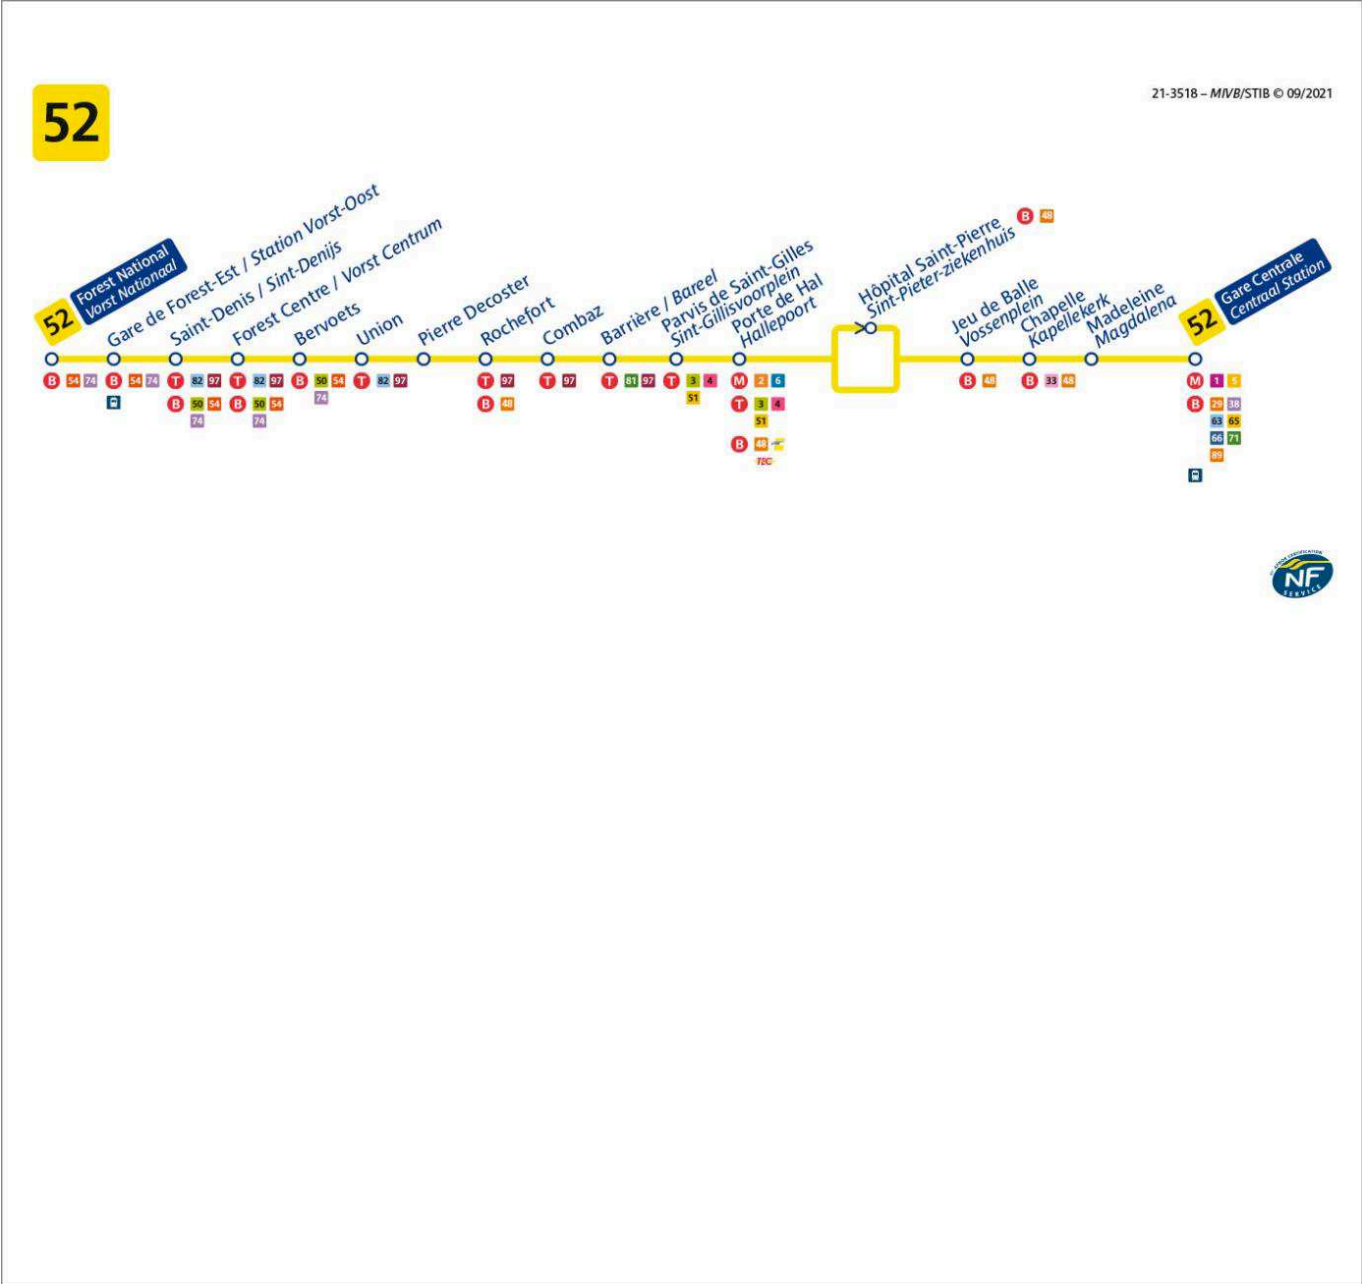 52
21-3518 – MIVB/STIB © 09/2021
52
Forest National
Vorst Nationaal
Gare de Forest-Est / Station Vorst-Oost
Saint-Denis / Sint-Denijs
Forest Centre / Vorst Centrum
Bervoets
Union
Pierre Decoster
Rochefort
Combaz
Barrière / Bareel
Parvis de Saint-Gilles
Sint-Gillisvoorplein
Porte de Hal
Hallepoort
Hôpital Saint-Pierre
Sint-Pieter-ziekenhuis
B 48
Jeu de Balle
Vossenplein
Chapelle
Kapellekerk
Madeleine
Magdalena
52
Gare Centrale
Centraal Station
B 54 74
B 54 74
T 82 97
B 50 54
74
T 82 97
B 50 54
74
B 50 54
74
T 82 97
T 97
B 48
T 97
T 81 97
T 3 4
51
M 2 6
T 3 4
51
B 48
TEC
B 48
B 33 48
M 1 5
B 29 38
63 65
66 71
89
NF
SERVICE